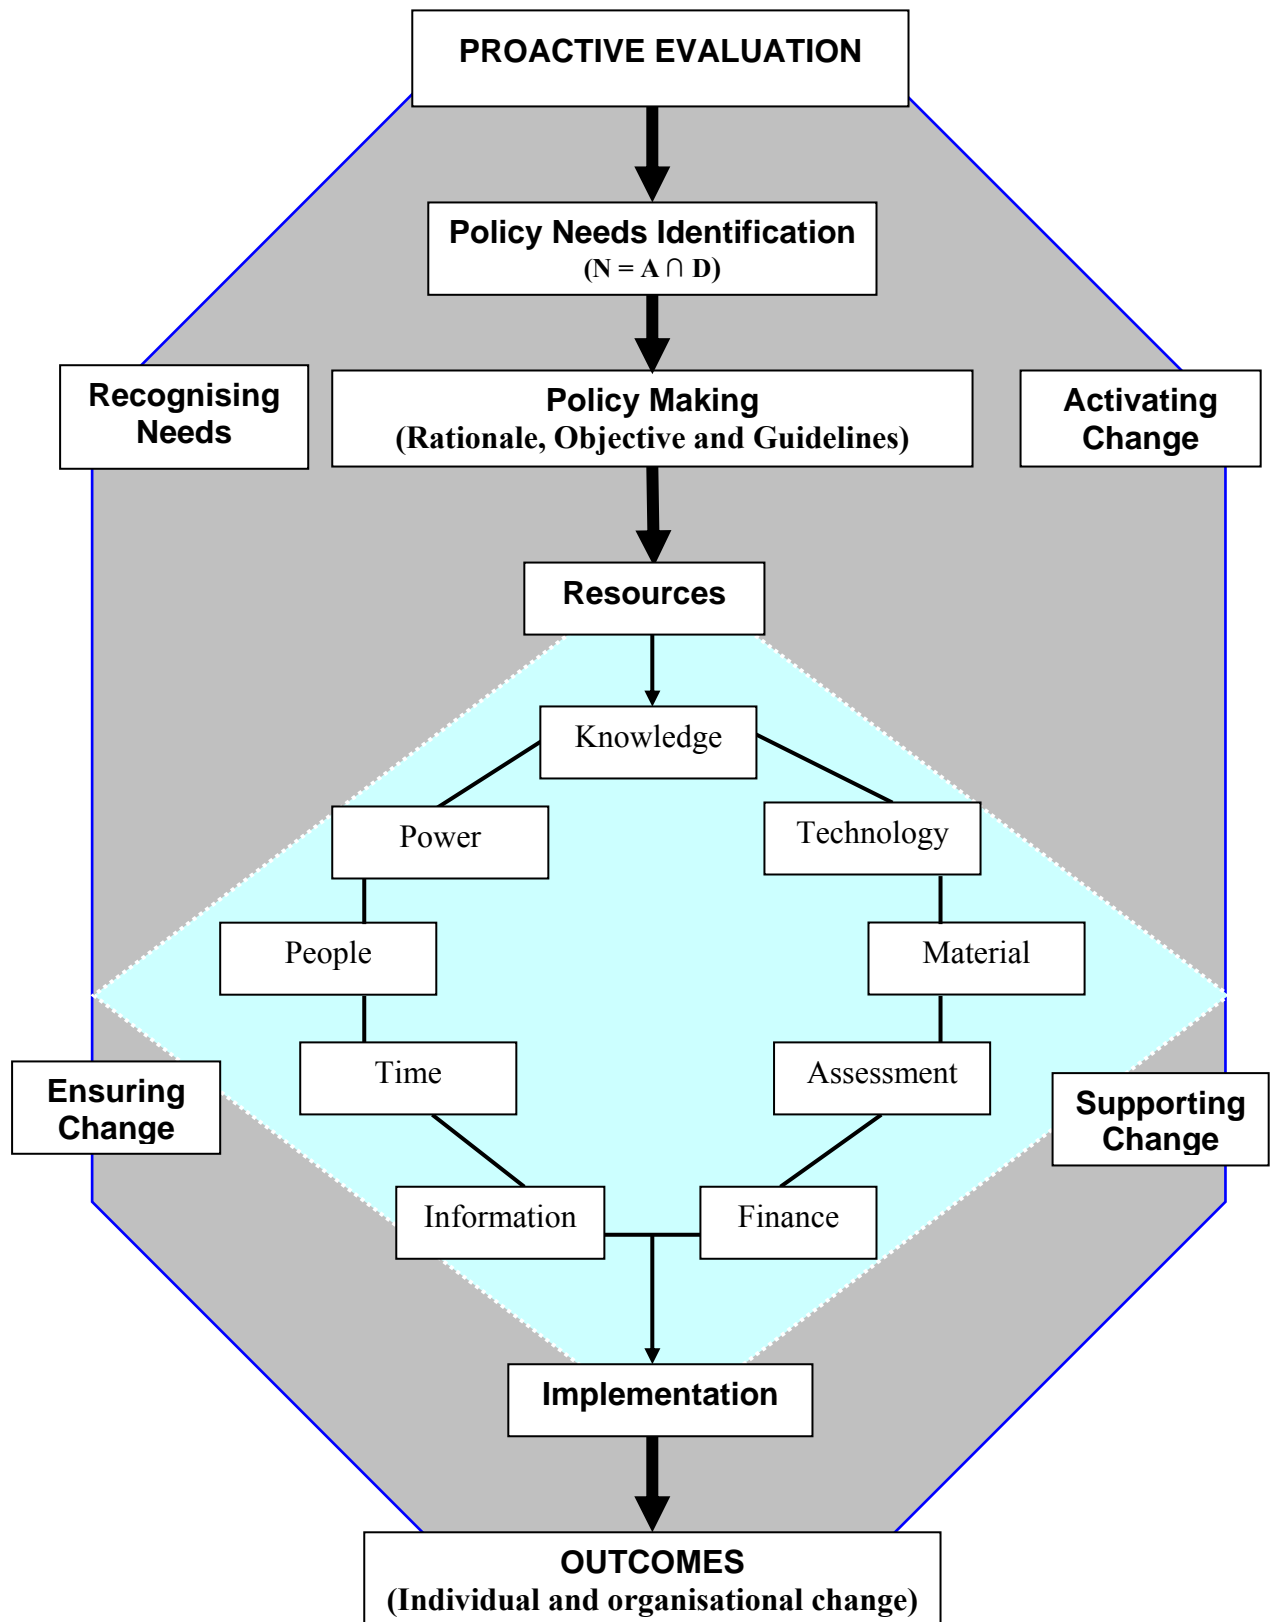 PROACTIVE EVALUATION
Policy Needs Identification
(N = A ∩ D)
Recognising
Needs
Policy Making
(Rationale, Objective and Guidelines)
Activating
Change
Resources
Knowledge
Power
Technology
People
Material
Time
Assessment
Ensuring
Change
Supporting
Change
Information
Finance
Implementation
OUTCOMES
(Individual and organisational change)